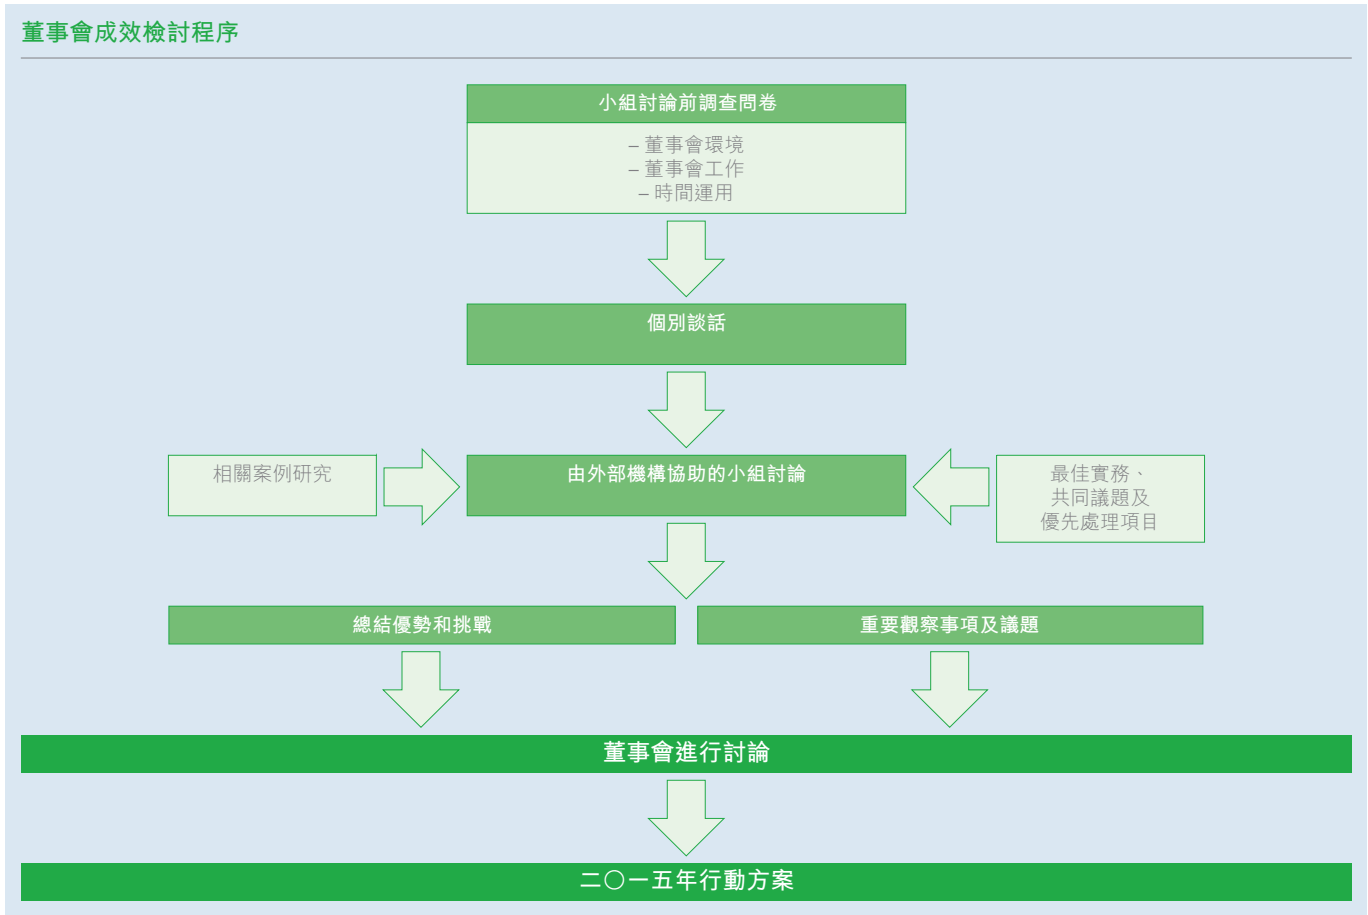 董事會成效檢討程序
小組討論前調查問卷
– 董事會環境
– 董事會工作
– 時間運用
個別談話
相關案例研究
由外部機構協助的小組討論
最佳實務、
共同議題及
優先處理項目
總結優勢和挑戰
重要觀察事項及議題
董事會進行討論
二〇一五年行動方案